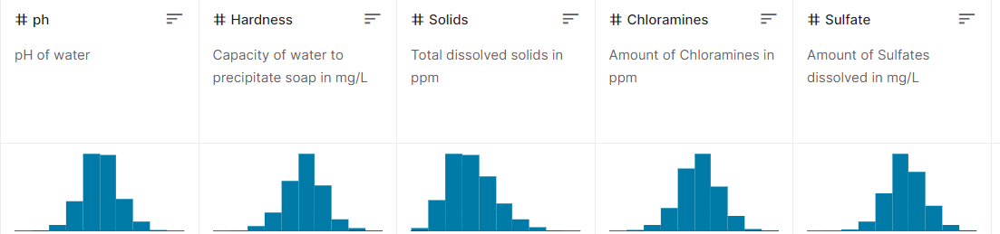 # ph
# Hardness
# Solids
# Chloramines
# Sulfate
pH of water
Capacity of water to
precipitate soap in mg/L
Total dissolved solids in
ppm
Amount of Chloramines in
ppm
Amount of Sulfates
dissolved in mg/L